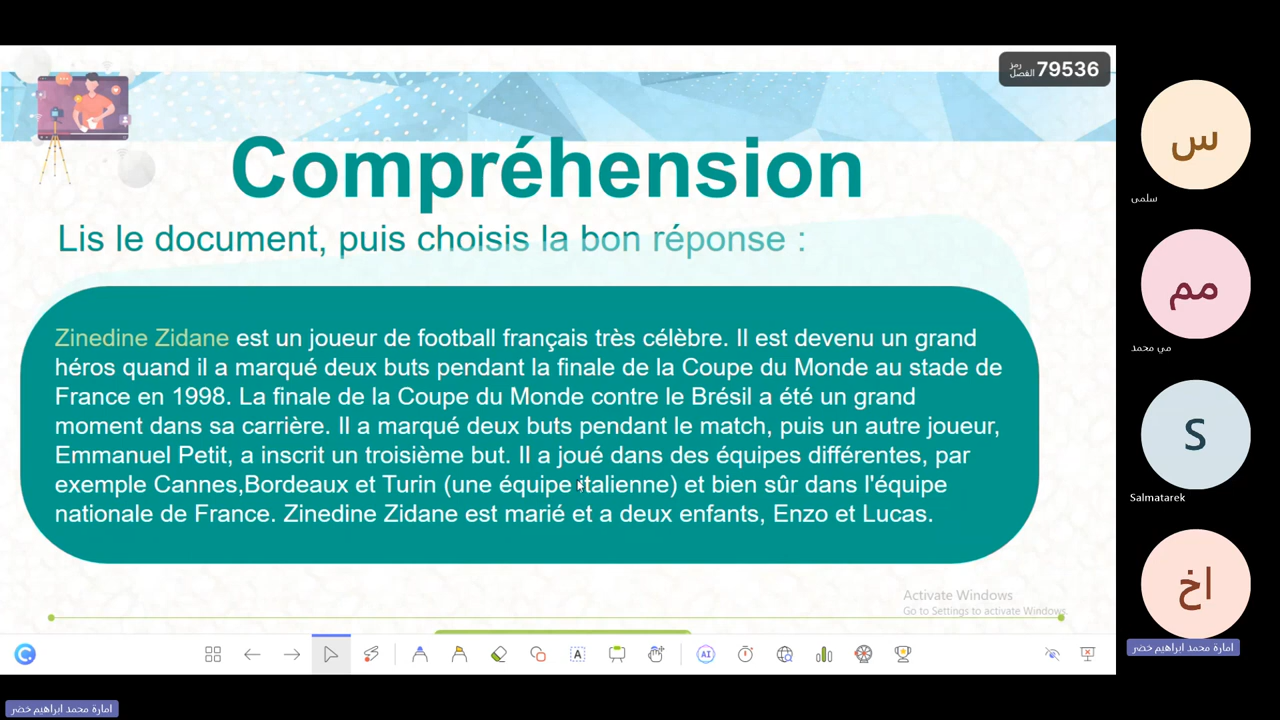 رمز الفصل 79536
Compréhension
Lis le document, puis choisis la bon réponse :
Zinedine Zidane est un joueur de football français très célèbre. Il est devenu un grand
héros quand il a marqué deux buts pendant la finale de la Coupe du Monde au stade de
France en 1998. La finale de la Coupe du Monde contre le Brésil a été un grand
moment dans sa carrière. Il a marqué deux buts pendant le match, puis un autre joueur,
Emmanuel Petit, a inscrit un troisième but. Il a joué dans des équipes différentes, par
exemple Cannes,Bordeaux et Turin (une équipe italienne) et bien sûr dans l'équipe
nationale de France. Zinedine Zidane est marié et a deux enfants, Enzo et Lucas.
Activate Windows
Go to Settings to activate Windows.
A
AI
س
سلمى
مم
مي محمد
S
Salmatarek
اخ
امارة محمد ابراهيم خضر
امارة محمد ابراهيم خضر